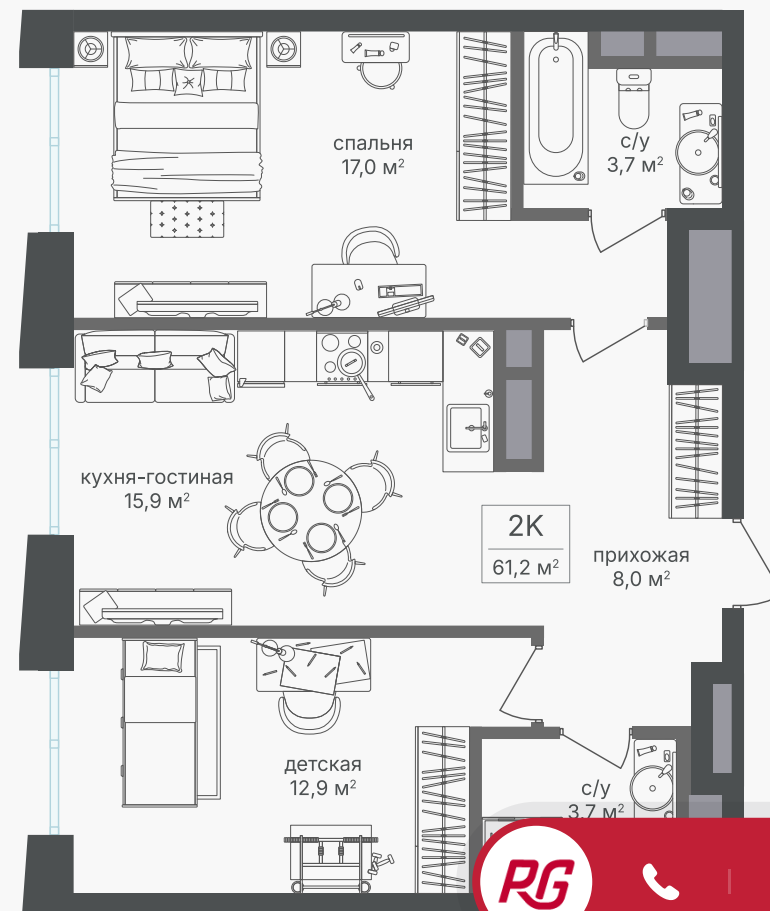 спальня
17,0 м²
с/у
3,7 м²
кухня-гостиная
15,9 м²
2К
61,2 м²
прихожая
8,0 м²
детская
12,9 м²
с/у
3,7 м²
RG